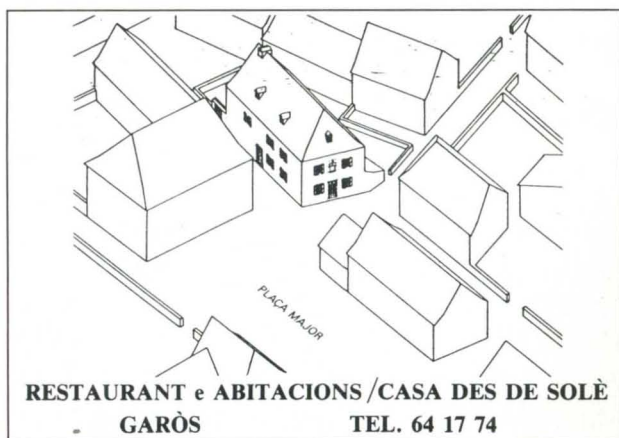 PLAÇA MAJOR
RESTAURANT e ABITACIONS / CASA DES DE SOLÈ
GARÒS TEL. 64 17 74